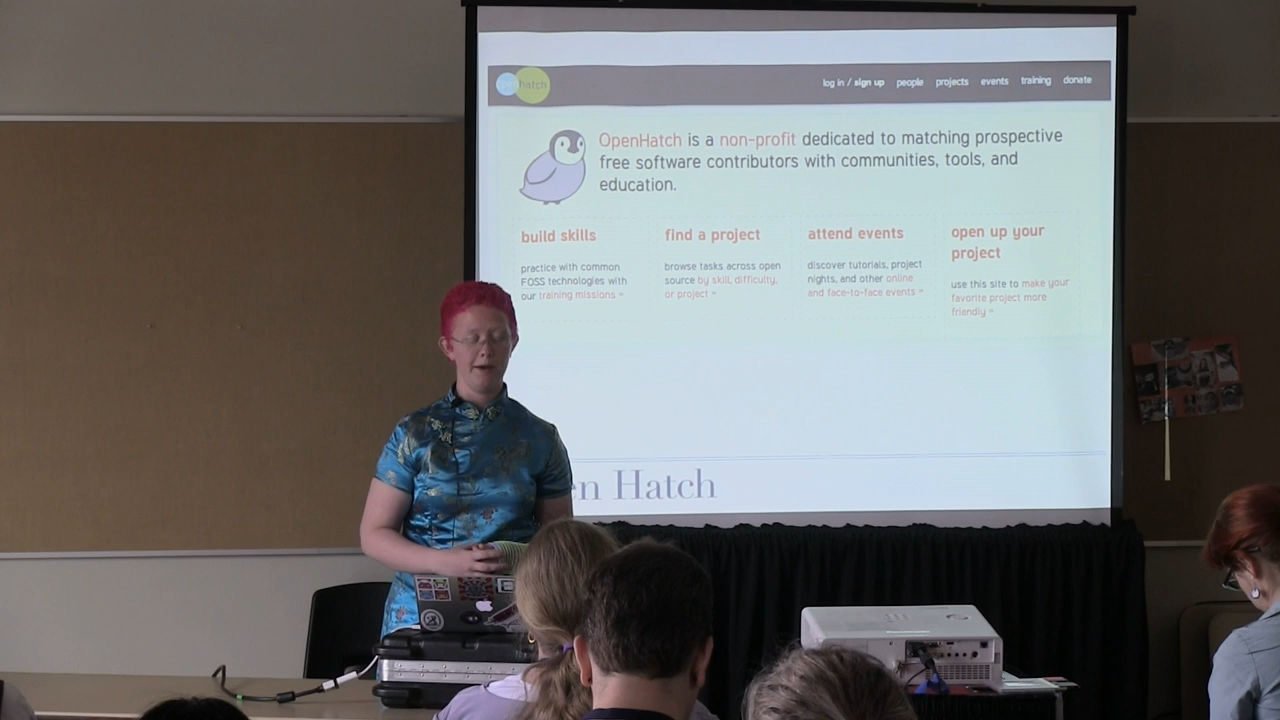 hatch
log in / sign up people projects events training donate
OpenHatch is a non-profit dedicated to matching prospective
free software contributors with communities, tools, and
education.
build skills
practice with common
FOSS technologies with
our training missions »
find a project
browse tasks across open
source by skill, difficulty,
or project »
attend events
discover tutorials, project
nights, and other online
and face-to-face events »
open up your
project
use this site to make your
favorite project more
friendly »
en Hatch